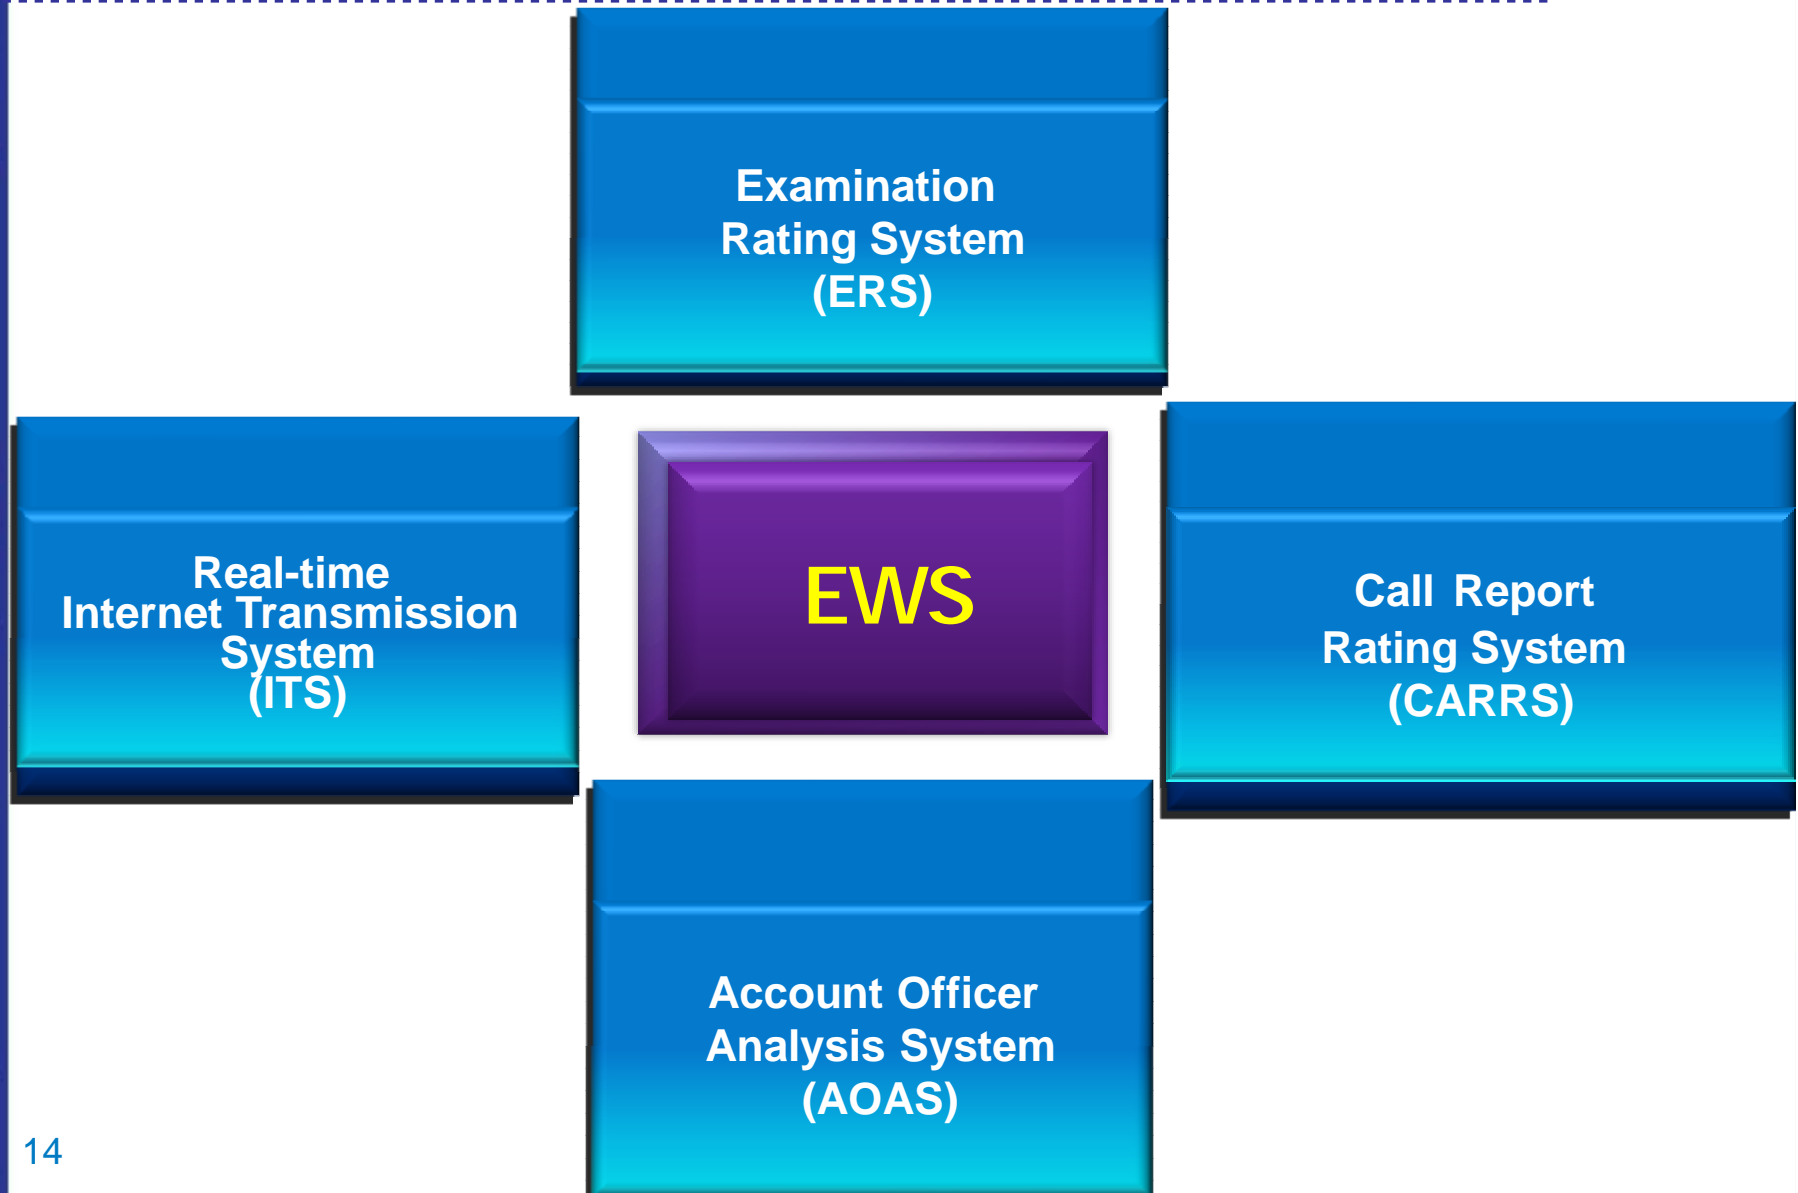 Examination
Rating System
(ERS)
Real-time
Internet Transmission
System
(ITS)
EWS
Call Report
Rating System
(CARRS)
Account Officer
Analysis System
(AOAS)
14